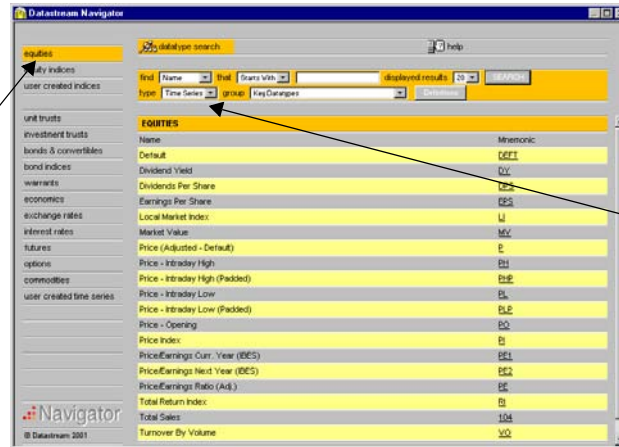 Datastream Navigator
datatype search
help
find Name that Starts With displayed results 20 SEARCH
type Time Series group Key Datatypes Definitions
equities
equity indices
user created indices
unit trusts
investment trusts
bonds & convertibles
bond indices
warrants
economics
exchange rates
interest rates
futures
options
commodities
user created time series
Navigator
© Datastream 2001
EQUITIES
Name Mnemonic
Default DEFT
Dividend Yield DY
Dividends Per Share DPS
Earnings Per Share EPS
Local Market Index LI
Market Value MV
Price (Adjusted - Default) P
Price - Intraday High PH
Price - Intraday High (Padded) PHP
Price - Intraday Low PL
Price - Intraday Low (Padded) PLP
Price - Opening PO
Price Index PI
Price/Earnings Curr. Year (IBES) PE1
Price/Earnings Next Year (IBES) PE2
Price/Earnings Ratio (Adj.) PE
Total Return Index RI
Total Sales 104
Turnover By Volume VO